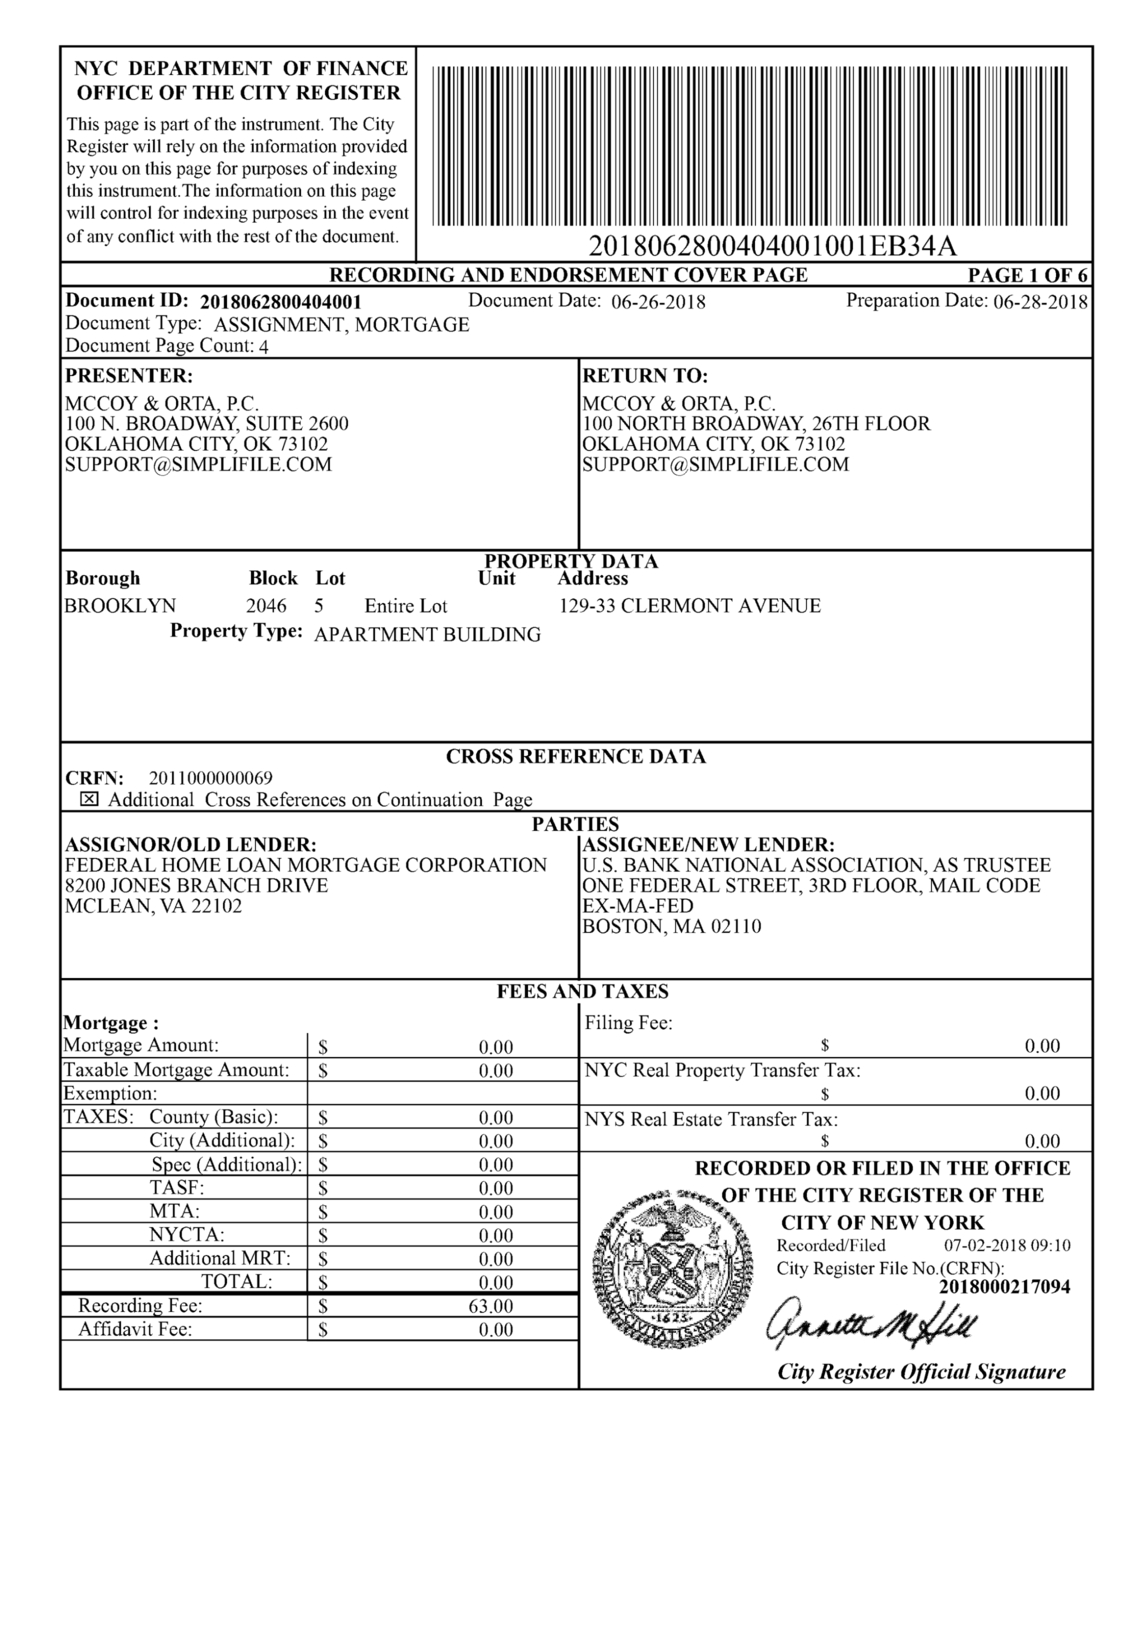 NYC DEPARTMENT OF FINANCE
OFFICE OF THE CITY REGISTER
This page is part of the instrument. The City
Register will rely on the information provided
by you on this page for purposes of indexing
this instrument.The information on this page
will control for indexing purposes in the event
of any conflict with the rest of the document.
2018062800404001001EB34A
RECORDING AND ENDORSEMENT COVER PAGE PAGE 1 OF 6
Document ID: 2018062800404001 Document Date: 06-26-2018 Preparation Date: 06-28-2018
Document Type: ASSIGNMENT, MORTGAGE
Document Page Count: 4
PRESENTER:
MCCOY & ORTA, P.C.
100 N. BROADWAY, SUITE 2600
OKLAHOMA CITY, OK 73102
SUPPORT@SIMPLIFILE.COM
RETURN TO:
MCCOY & ORTA, P.C.
100 NORTH BROADWAY, 26TH FLOOR
OKLAHOMA CITY, OK 73102
SUPPORT@SIMPLIFILE.COM
PROPERTY DATA
Borough Block Lot Unit Address
BROOKLYN 2046 5 Entire Lot 129-33 CLERMONT AVENUE
Property Type: APARTMENT BUILDING
CROSS REFERENCE DATA
CRFN: 2011000000069
☒ Additional Cross References on Continuation Page
PARTIES
ASSIGNOR/OLD LENDER:
FEDERAL HOME LOAN MORTGAGE CORPORATION
8200 JONES BRANCH DRIVE
MCLEAN, VA 22102
ASSIGNEE/NEW LENDER:
U.S. BANK NATIONAL ASSOCIATION, AS TRUSTEE
ONE FEDERAL STREET, 3RD FLOOR, MAIL CODE
EX-MA-FED
BOSTON, MA 02110
FEES AND TAXES
Mortgage :
Mortgage Amount: $ 0.00
Taxable Mortgage Amount: $ 0.00
Exemption:
TAXES: County (Basic): $ 0.00
City (Additional): $ 0.00
Spec (Additional): $ 0.00
TASF: $ 0.00
MTA: $ 0.00
NYCTA: $ 0.00
Additional MRT: $ 0.00
TOTAL: $ 0.00
Recording Fee: $ 63.00
Affidavit Fee: $ 0.00
Filing Fee:
$ 0.00
NYC Real Property Transfer Tax:
$ 0.00
NYS Real Estate Transfer Tax:
$ 0.00
RECORDED OR FILED IN THE OFFICE
OF THE CITY REGISTER OF THE
CITY OF NEW YORK
Recorded/Filed 07-02-2018 09:10
City Register File No.(CRFN):
2018000217094
SIGILLUM CIVITATIS NOVI EBORACI
·1625·
Annette M Hill
City Register Official Signature